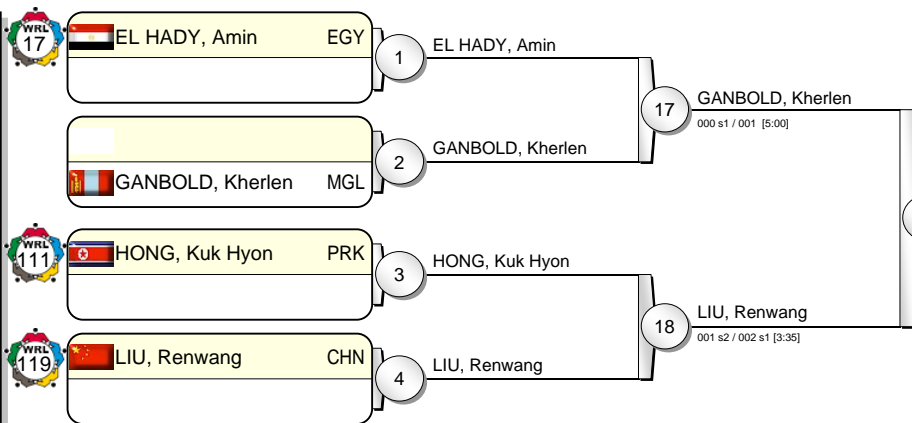 WRL
17
EL HADY, Amin EGY
1
EL HADY, Amin
17
GANBOLD, Kherlen
000 s1 / 001 [5:00]
GANBOLD, Kherlen MGL
2
GANBOLD, Kherlen
WRL
111
HONG, Kuk Hyon PRK
3
HONG, Kuk Hyon
18
LIU, Renwang
001 s2 / 002 s1 [3:35]
WRL
119
LIU, Renwang CHN
4
LIU, Renwang